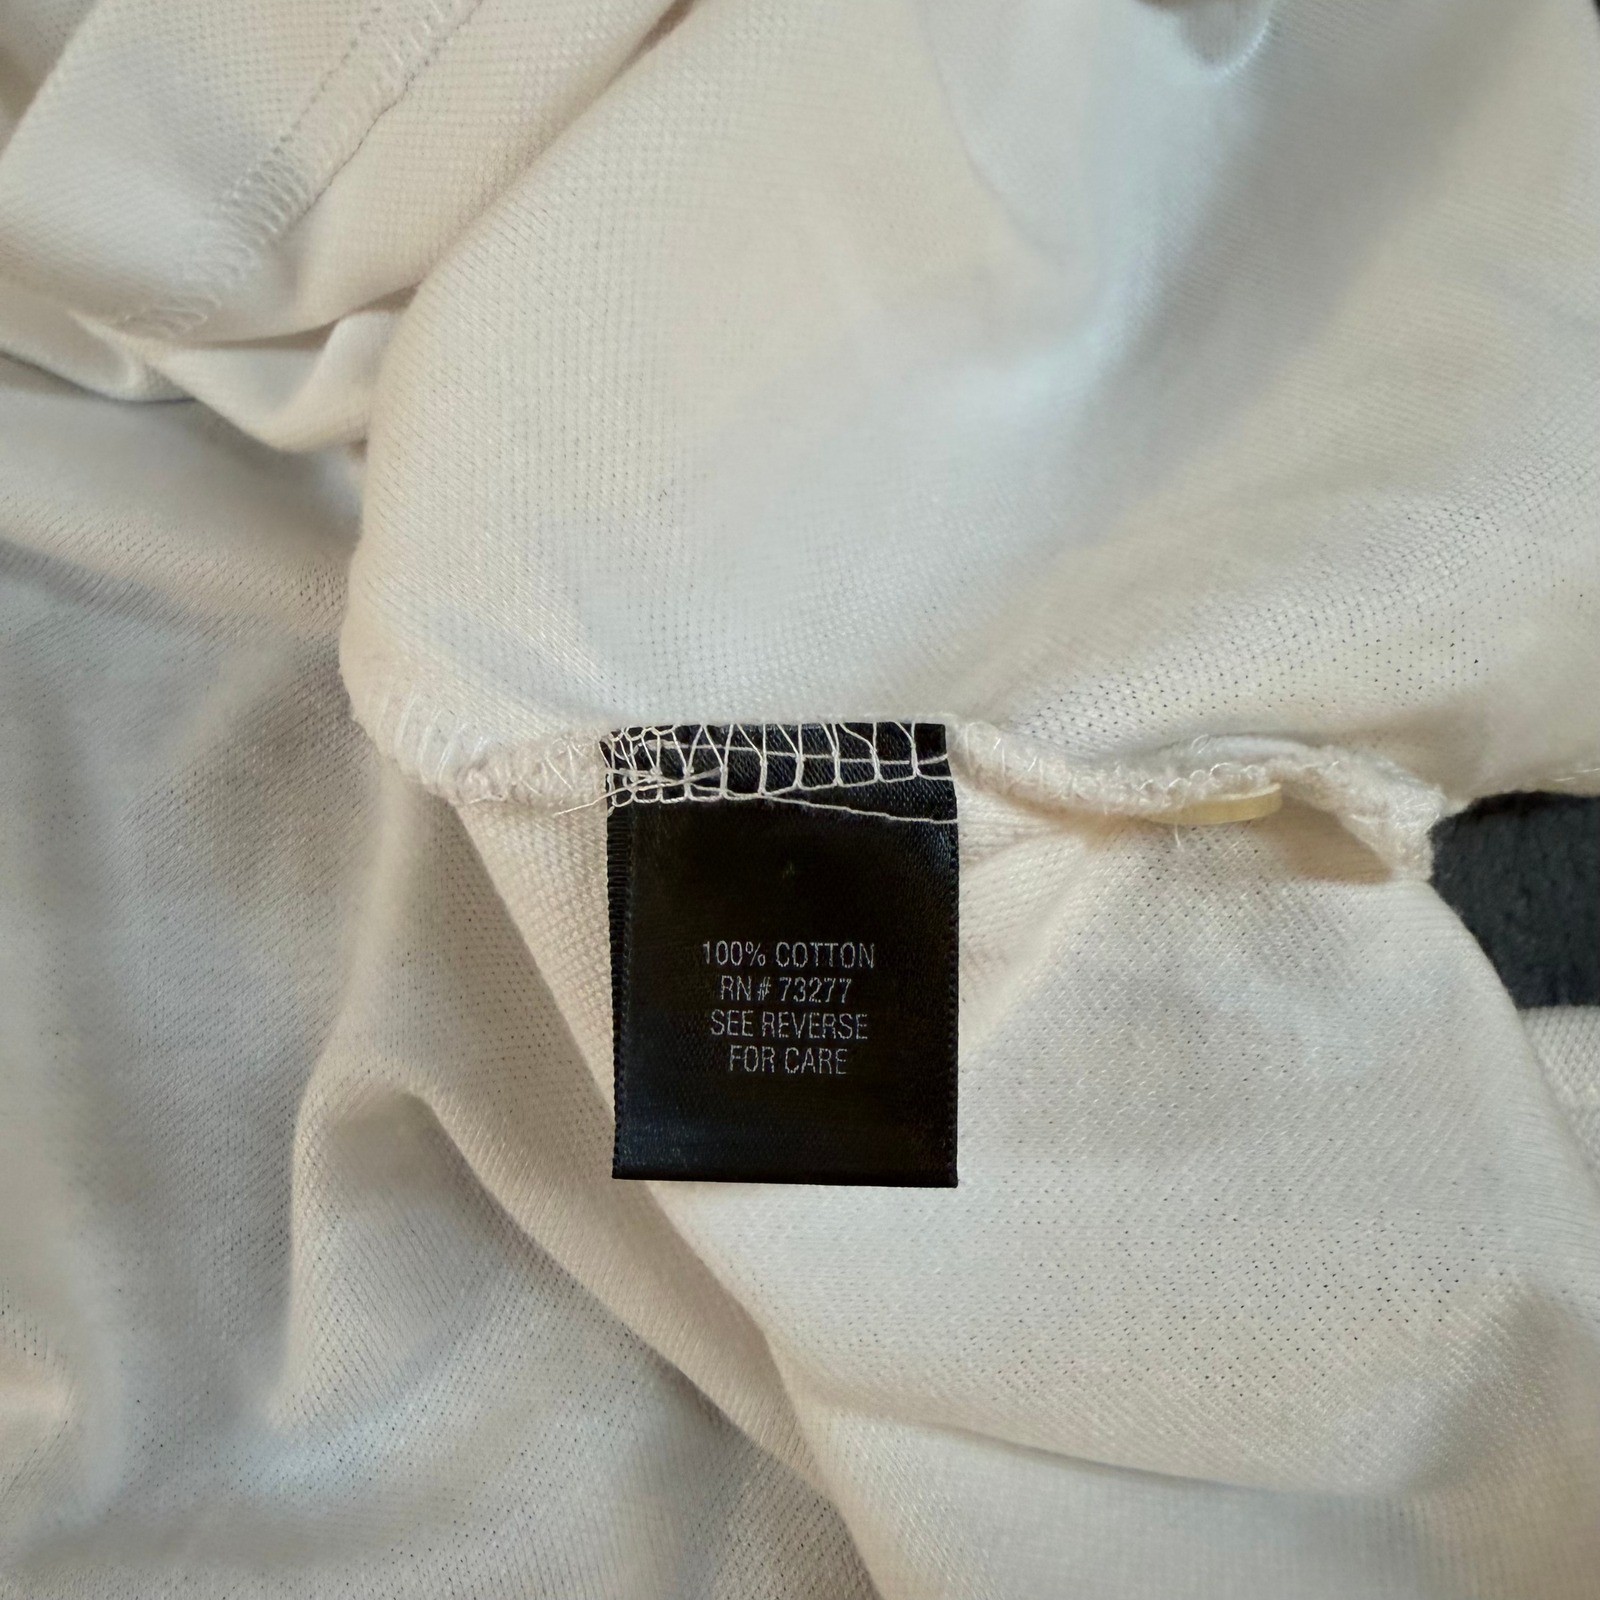 100% COTTON
RN# 73277
SEE REVERSE
FOR CARE